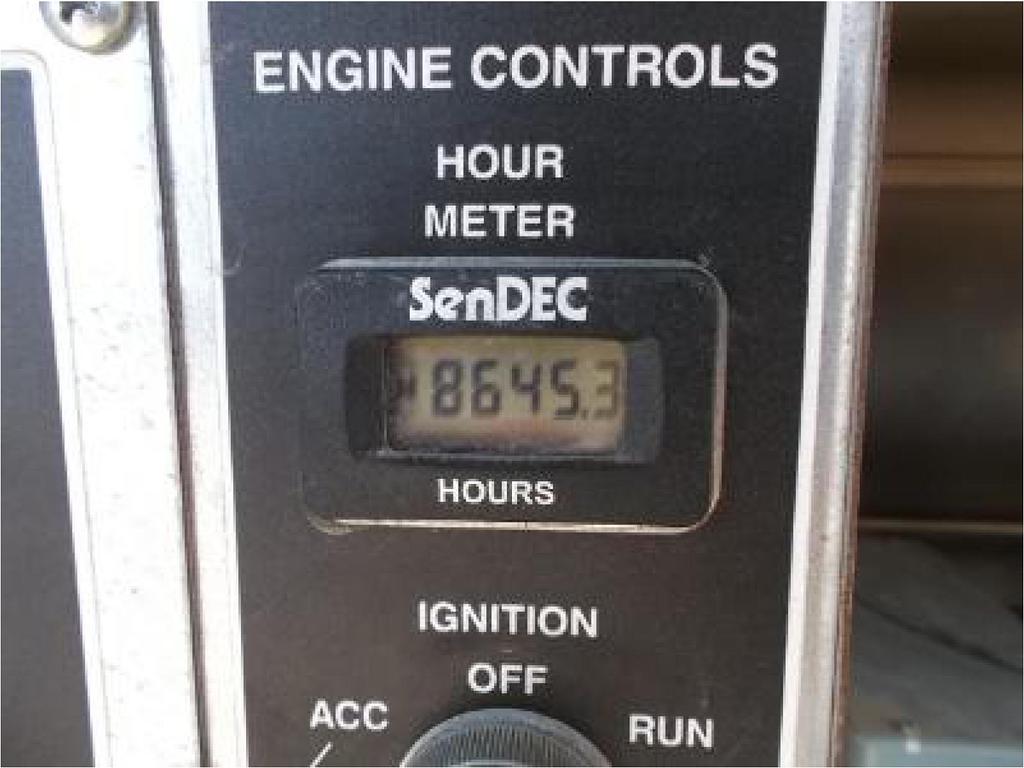 ENGINE CONTROLS
HOUR
METER
SenDEC
8645.3
HOURS
IGNITION
OFF
ACC
RUN